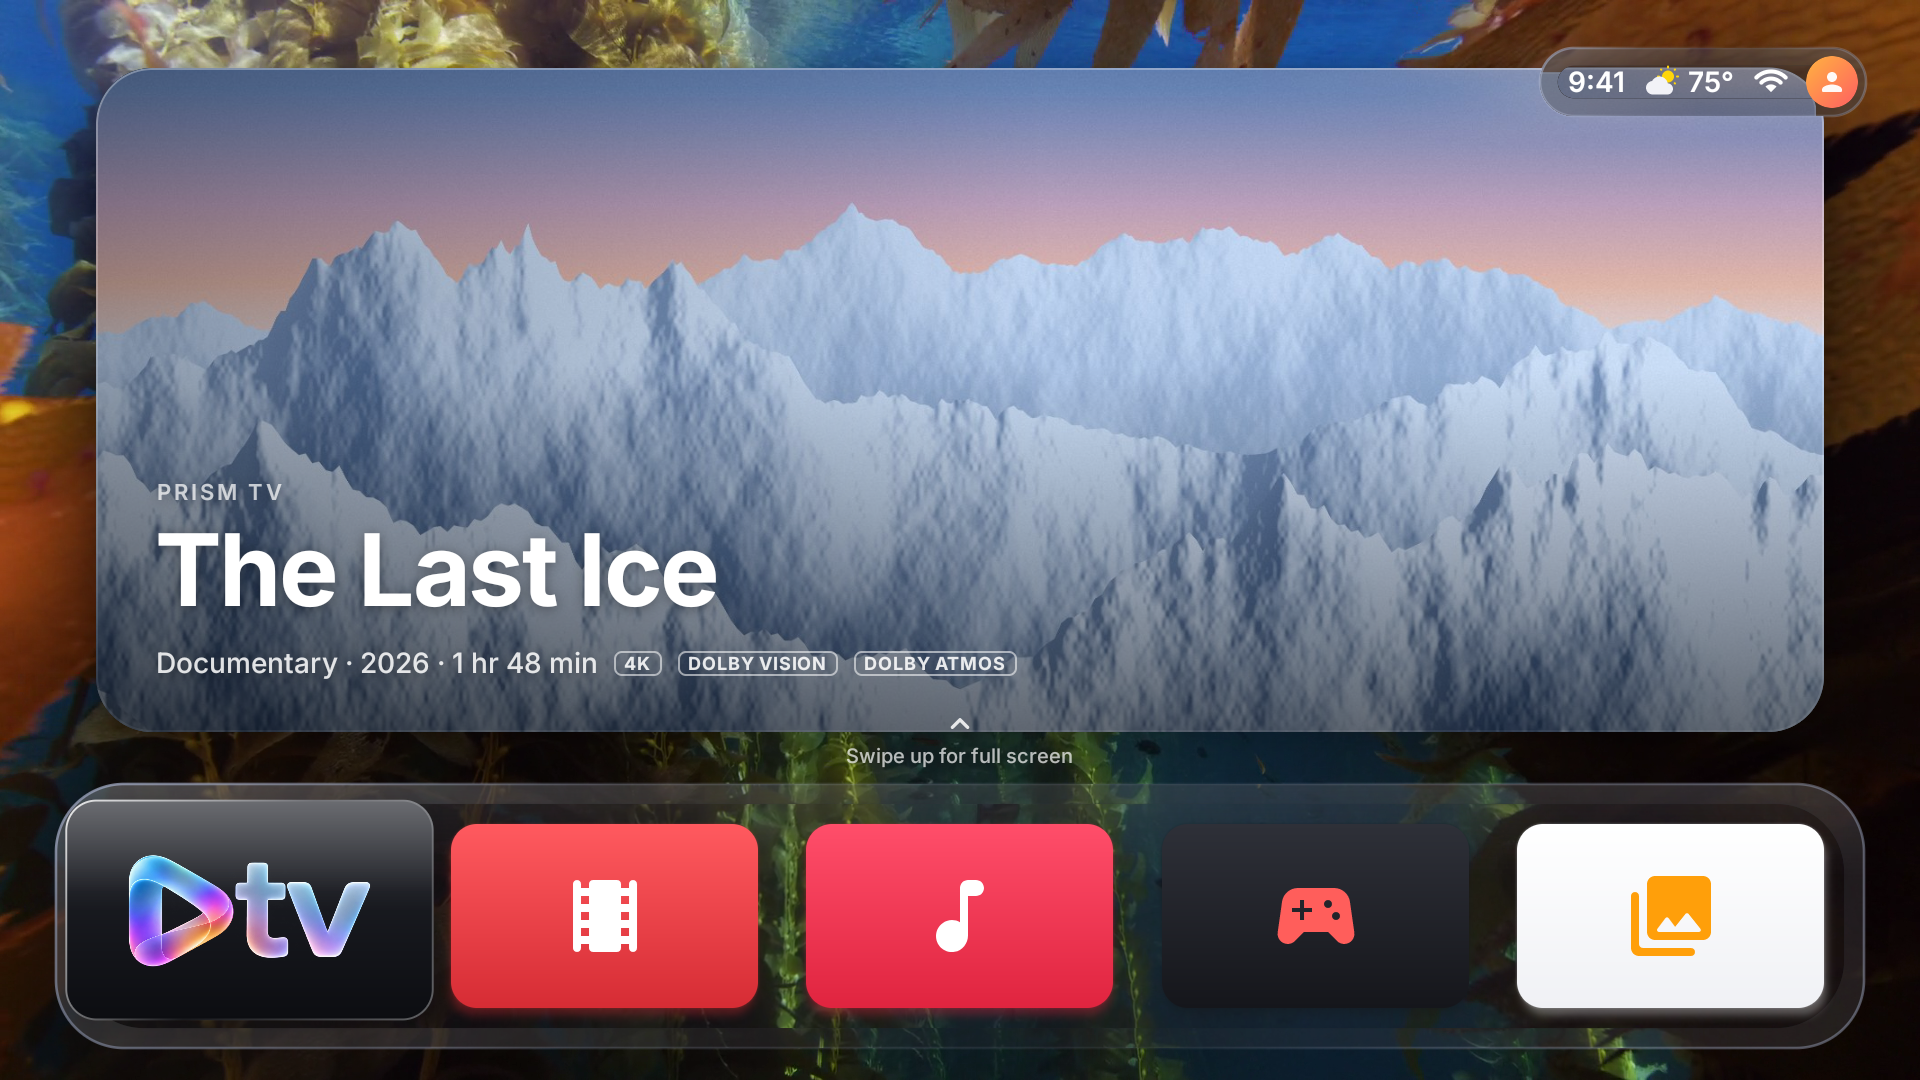 9:41 75°
PRISM TV
The Last Ice
Documentary · 2026 · 1 hr 48 min 4K DOLBY VISION DOLBY ATMOS
Swipe up for full screen
tv